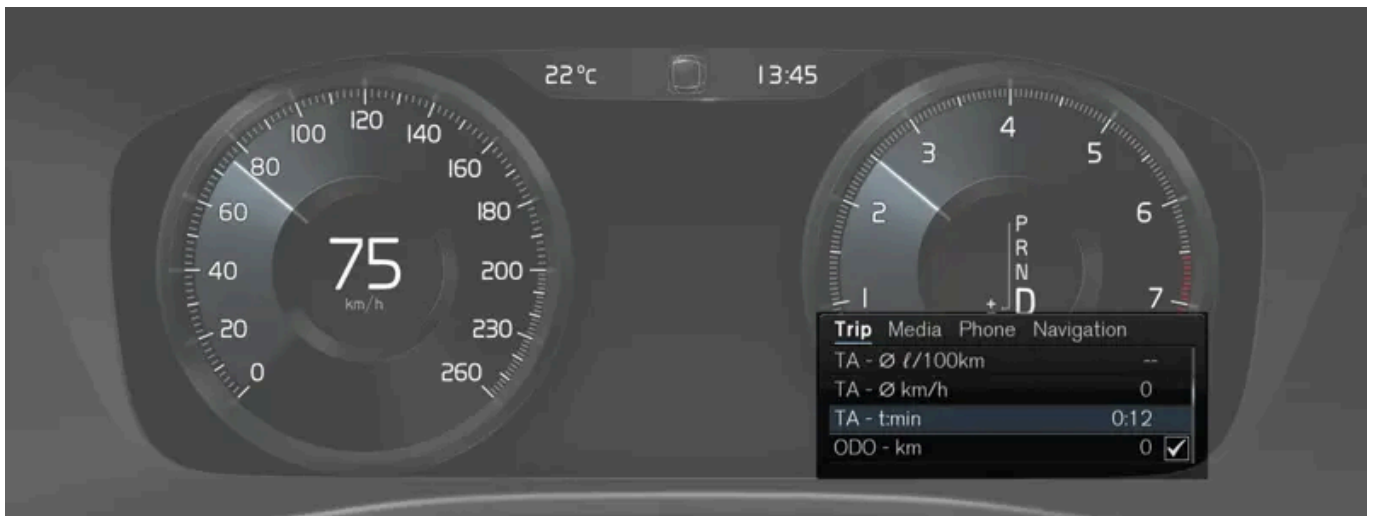 22°C 13:45
0
20
40
60
80
100
120
140
160
180
200
230
260
75
km/h
1
2
3
4
5
6
7
P
R
N
± D
Trip Media Phone Navigation
TA - Ø ℓ/100km --
TA - Ø km/h 0
TA - t:min 0:12
ODO - km 0